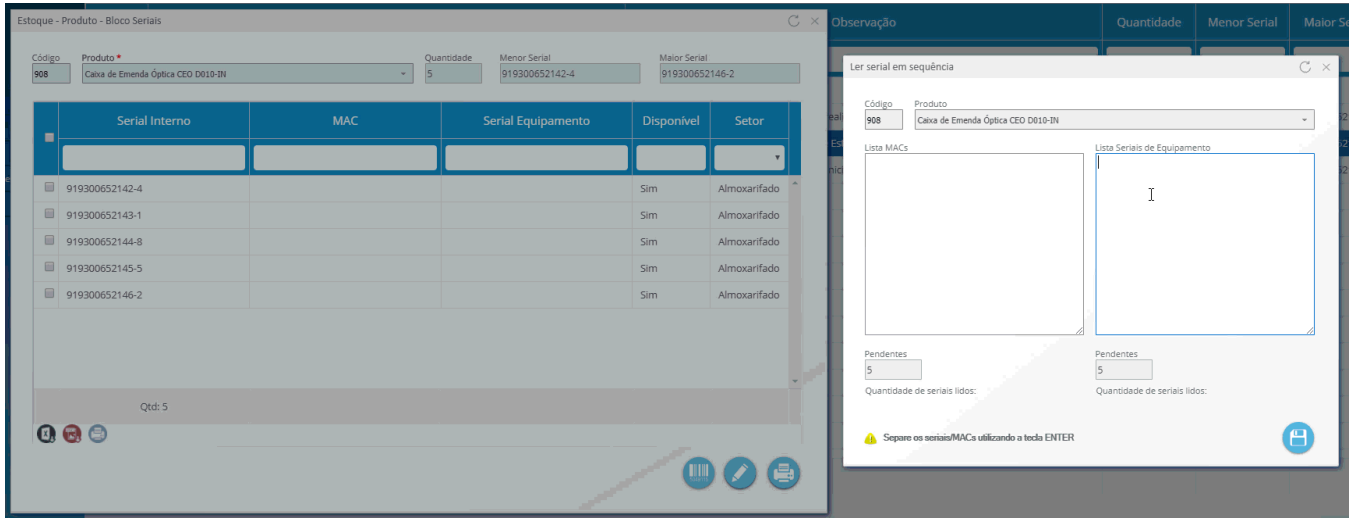 Estoque - Produto - Bloco Seriais
Código Produto * Quantidade Menor Serial Maior Serial
908 Caixa de Emenda Óptica CEO D010-IN 5 919300652142-4 919300652146-2
Serial Interno MAC Serial Equipamento Disponível Setor
919300652142-4 Sim Almoxarifado
919300652143-1 Sim Almoxarifado
919300652144-8 Sim Almoxarifado
919300652145-5 Sim Almoxarifado
919300652146-2 Sim Almoxarifado
Qtd: 5
Observação Quantidade Menor Serial Maior
Ler serial em sequência
Código Produto
908 Caixa de Emenda Óptica CEO D010-IN
Lista MACs Lista Seriais de Equipamento
Pendentes Pendentes
5 5
Quantidade de seriais lidos: Quantidade de seriais lidos:
Separe os seriais/MACs utilizando a tecla ENTER